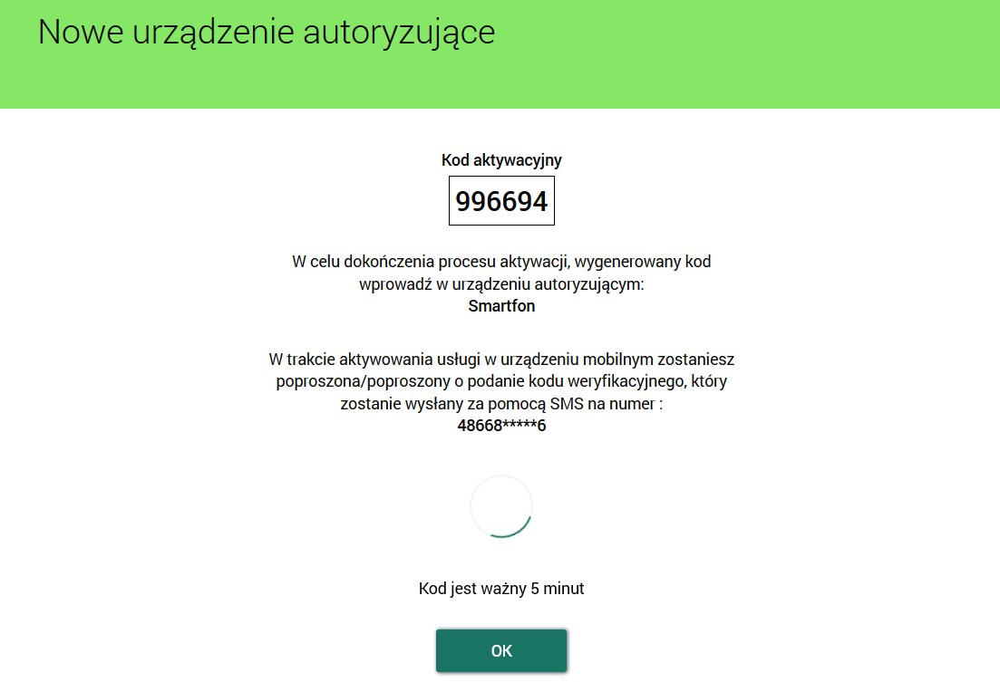 Nowe urządzenie autoryzujące
Kod aktywacyjny
996694
W celu dokończenia procesu aktywacji, wygenerowany kod
wprowadź w urządzeniu autoryzującym:
Smartfon
W trakcie aktywowania usługi w urządzeniu mobilnym zostaniesz
poproszona/poproszony o podanie kodu weryfikacyjnego, który
zostanie wysłany za pomocą SMS na numer :
48668*****6
Kod jest ważny 5 minut
OK